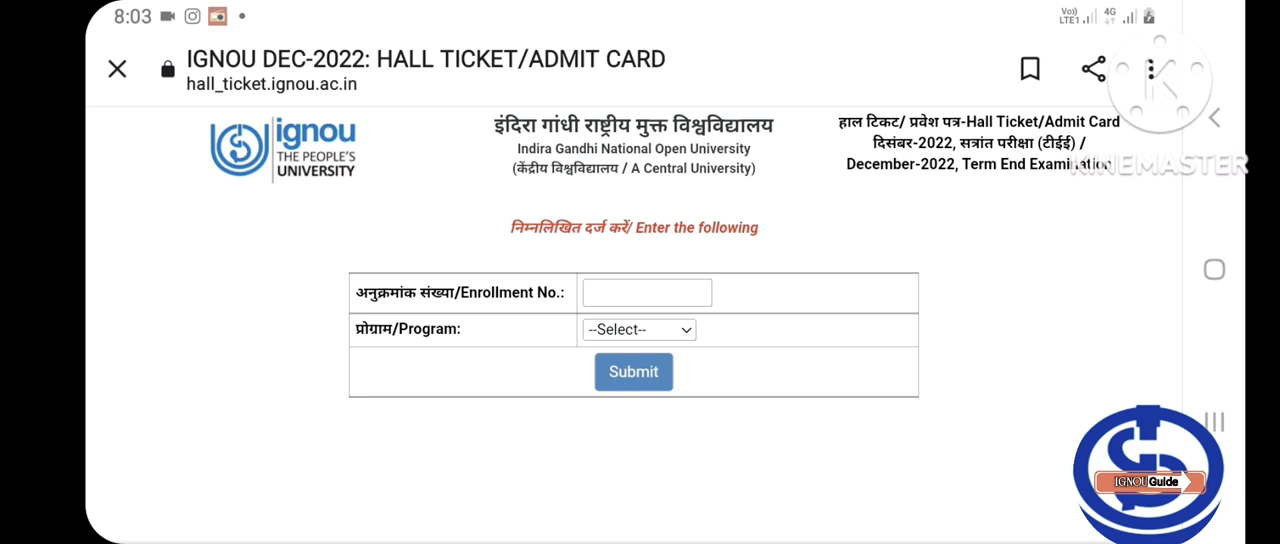 8:03
Vo)) LTE1 4G
IGNOU DEC-2022: HALL TICKET/ADMIT CARD
hall_ticket.ignou.ac.in
ignou
THE PEOPLE'S
UNIVERSITY
इंदिरा गांधी राष्ट्रीय मुक्त विश्वविद्यालय
Indira Gandhi National Open University
(केंद्रीय विश्वविद्यालय / A Central University)
हाल टिकट/ प्रवेश पत्र-Hall Ticket/Admit Card
दिसंबर-2022, सत्रांत परीक्षा (टीईई) /
December-2022, Term End Examination
KINEMASTER
निम्नलिखित दर्ज करें/ Enter the following
अनुक्रमांक संख्या/Enrollment No.:
प्रोग्राम/Program:
--Select--
Submit
IGNOU Guide